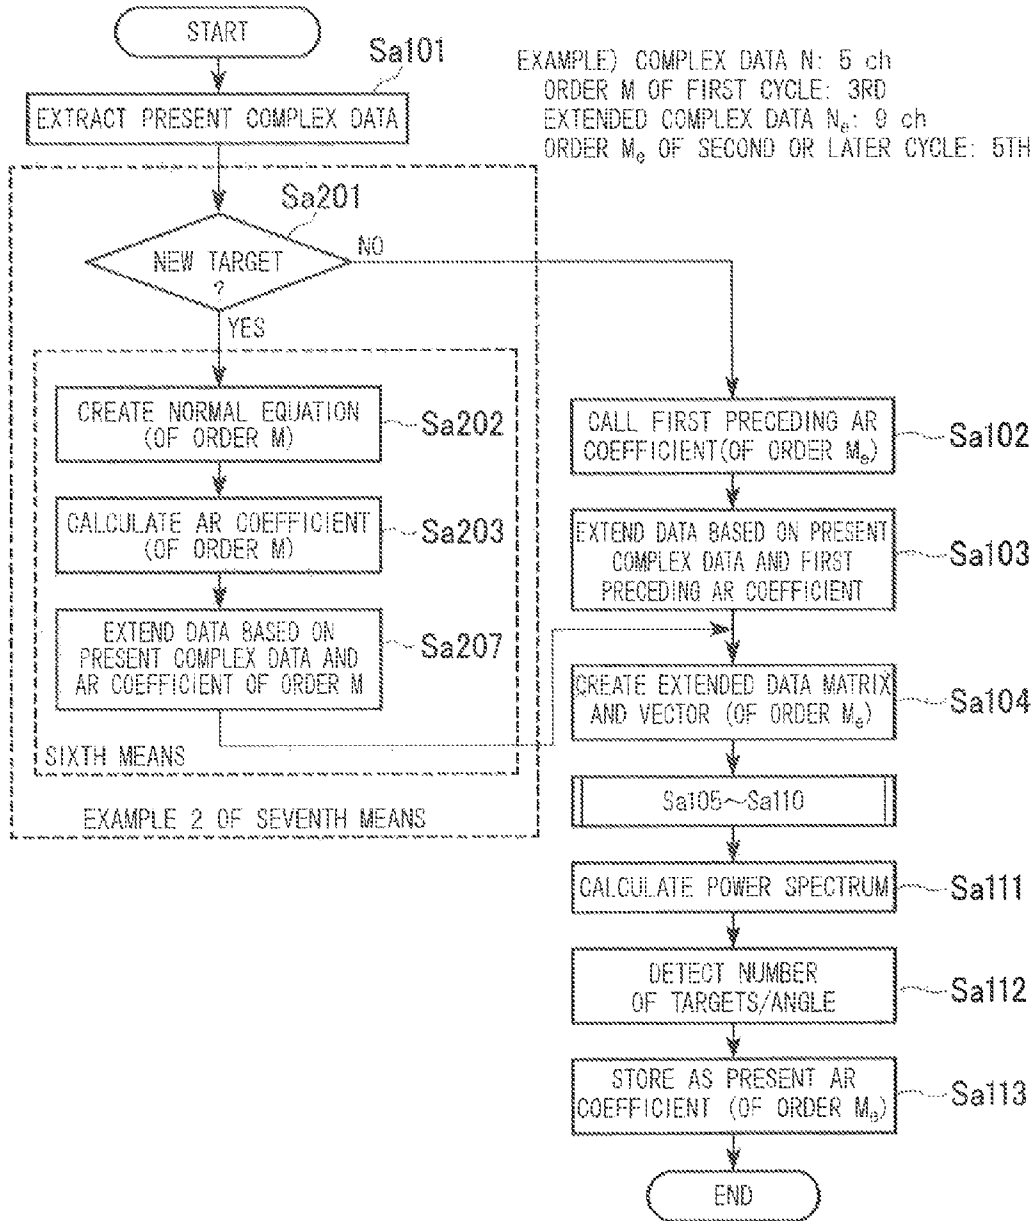 START
Sa101
EXTRACT PRESENT COMPLEX DATA
EXAMPLE) COMPLEX DATA N: 5 ch
ORDER M OF FIRST CYCLE: 3RD
EXTENDED COMPLEX DATA Ne: 9 ch
ORDER Me OF SECOND OR LATER CYCLE: 5TH
Sa201
NEW TARGET
?
NO
YES
CREATE NORMAL EQUATION
(OF ORDER M)
Sa202
CALCULATE AR COEFFICIENT
(OF ORDER M)
Sa203
EXTEND DATA BASED ON
PRESENT COMPLEX DATA AND
AR COEFFICIENT OF ORDER M
Sa207
SIXTH MEANS
EXAMPLE 2 OF SEVENTH MEANS
CALL FIRST PRECEDING AR
COEFFICIENT(OF ORDER Me)
Sa102
EXTEND DATA BASED ON PRESENT
COMPLEX DATA AND FIRST
PRECEDING AR COEFFICIENT
Sa103
CREATE EXTENDED DATA MATRIX
AND VECTOR (OF ORDER Me)
Sa104
Sa105~Sa110
CALCULATE POWER SPECTRUM
Sa111
DETECT NUMBER
OF TARGETS/ANGLE
Sa112
STORE AS PRESENT AR
COEFFICIENT (OF ORDER Me)
Sa113
END